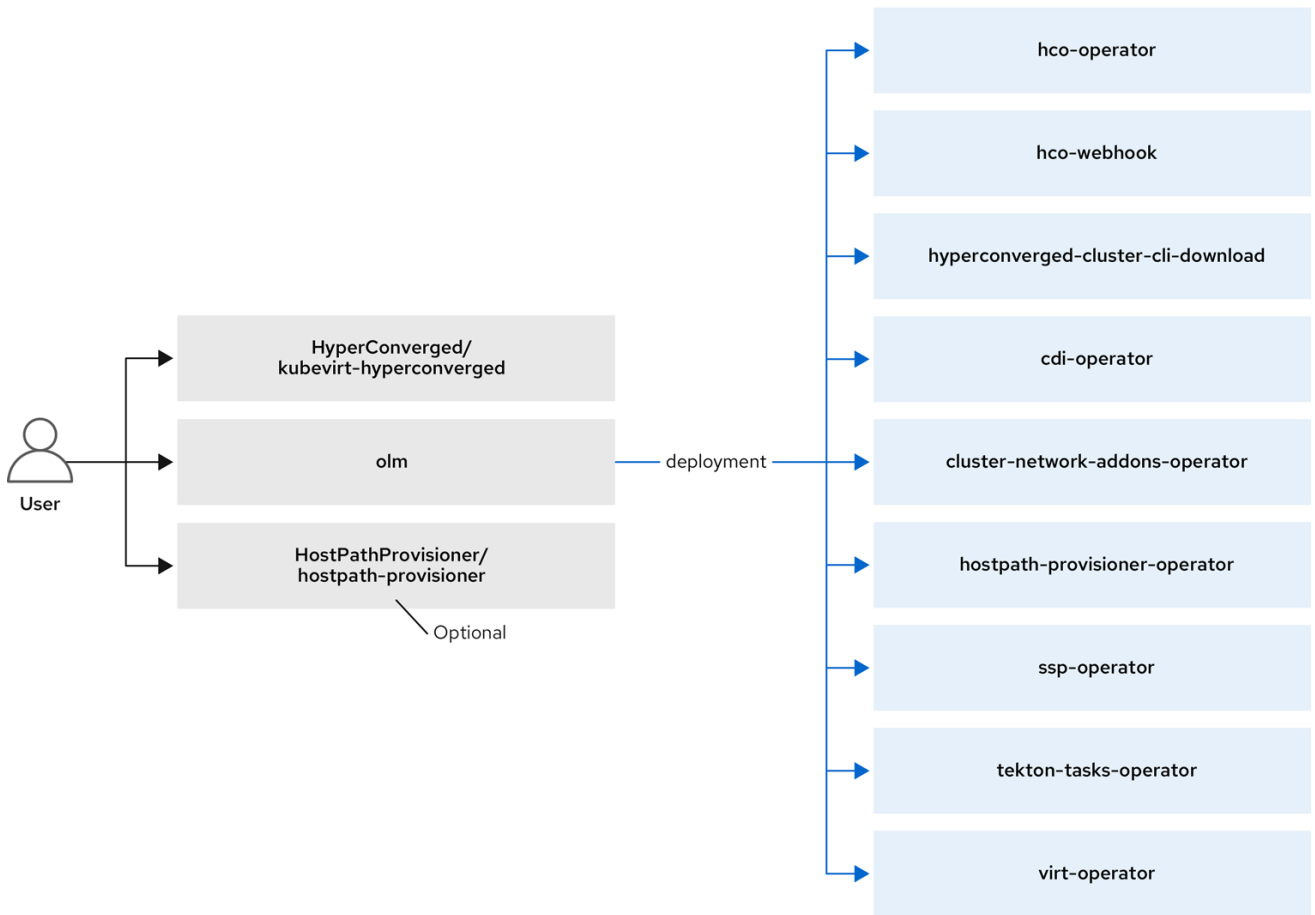 User
HyperConverged/
kubevirt-hyperconverged
olm
HostPathProvisioner/
hostpath-provisioner
Optional
deployment
hco-operator
hco-webhook
hyperconverged-cluster-cli-download
cdi-operator
cluster-network-addons-operator
hostpath-provisioner-operator
ssp-operator
tekton-tasks-operator
virt-operator